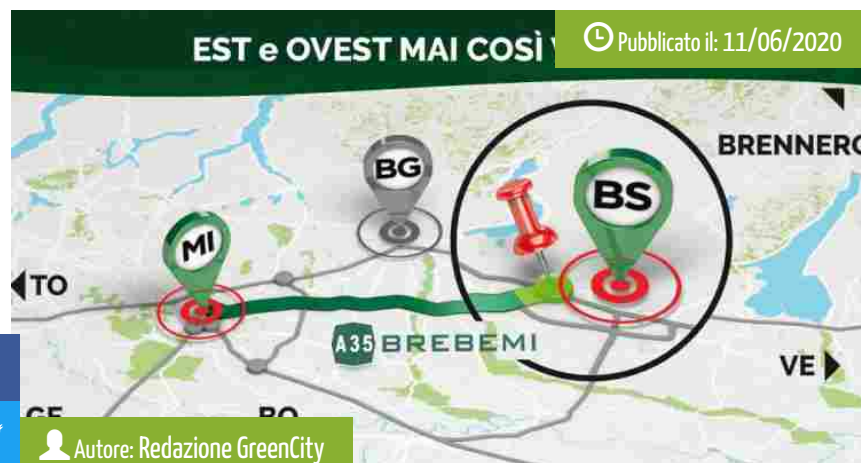 EST e OVEST MAI COSÌ
Pubblicato il: 11/06/2020
BRENNERO
BG
BS
MI
TO
A35 BREBEMI
VE
Autore: Redazione GreenCity